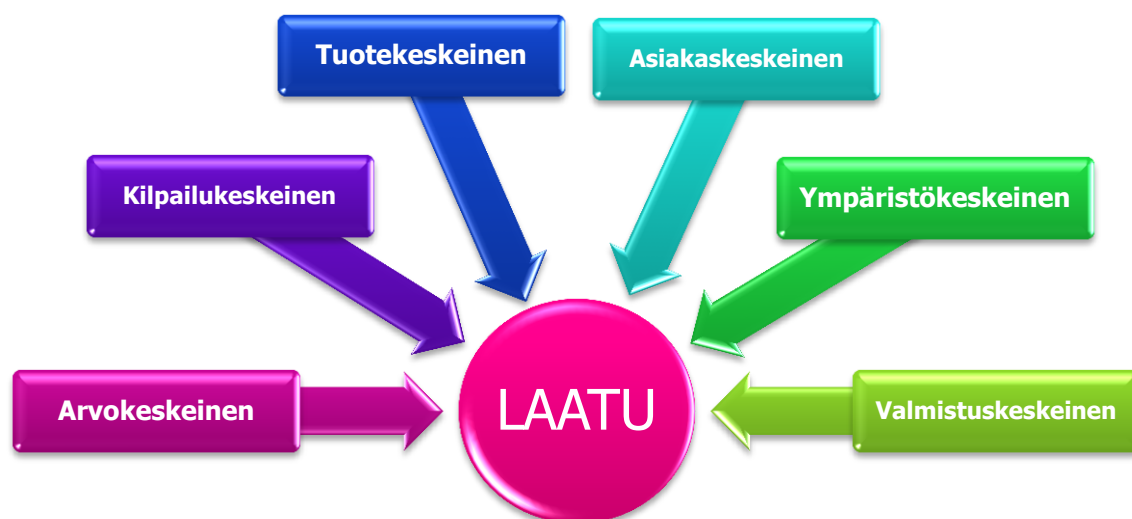 Tuotekeskeinen
Asiakaskeskeinen
Kilpailukeskeinen
Ympäristökeskeinen
Arvokeskeinen
LAATU
Valmistuskeskeinen